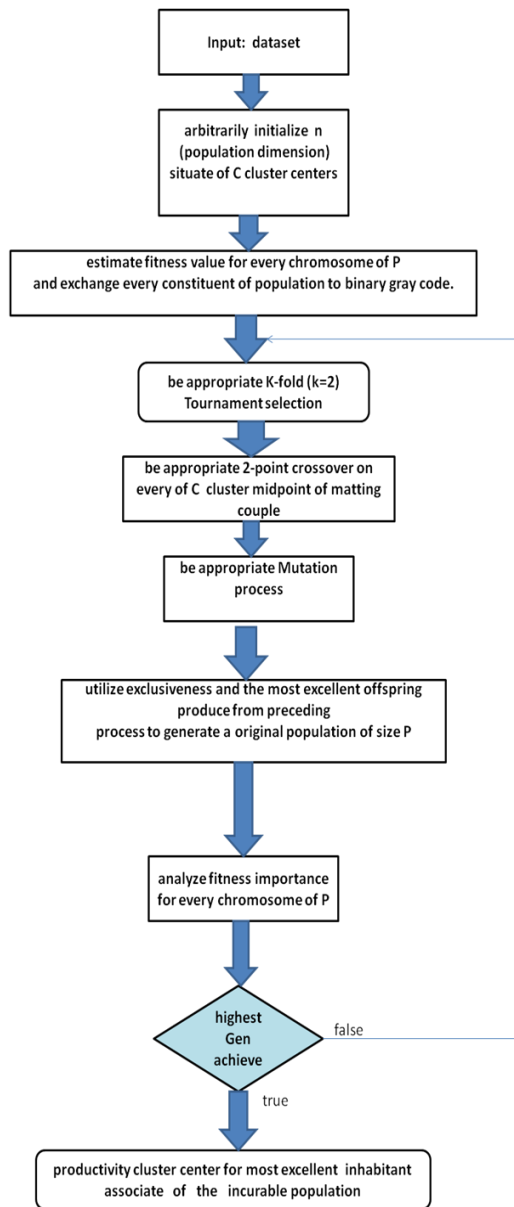 Input: dataset
arbitrarily initialize n
(population dimension)
situate of C cluster centers
estimate fitness value for every chromosome of P
and exchange every constituent of population to binary gray code.
be appropriate K-fold (k=2)
Tournament selection
be appropriate 2-point crossover on
every of C cluster midpoint of matting
couple
be appropriate Mutation
process
utilize exclusiveness and the most excellent offspring
produce from preceding
process to generate a original population of size P
analyze fitness importance
for every chromosome of P
highest
Gen
achieve
false
true
productivity cluster center for most excellent inhabitant
associate of the incurable population